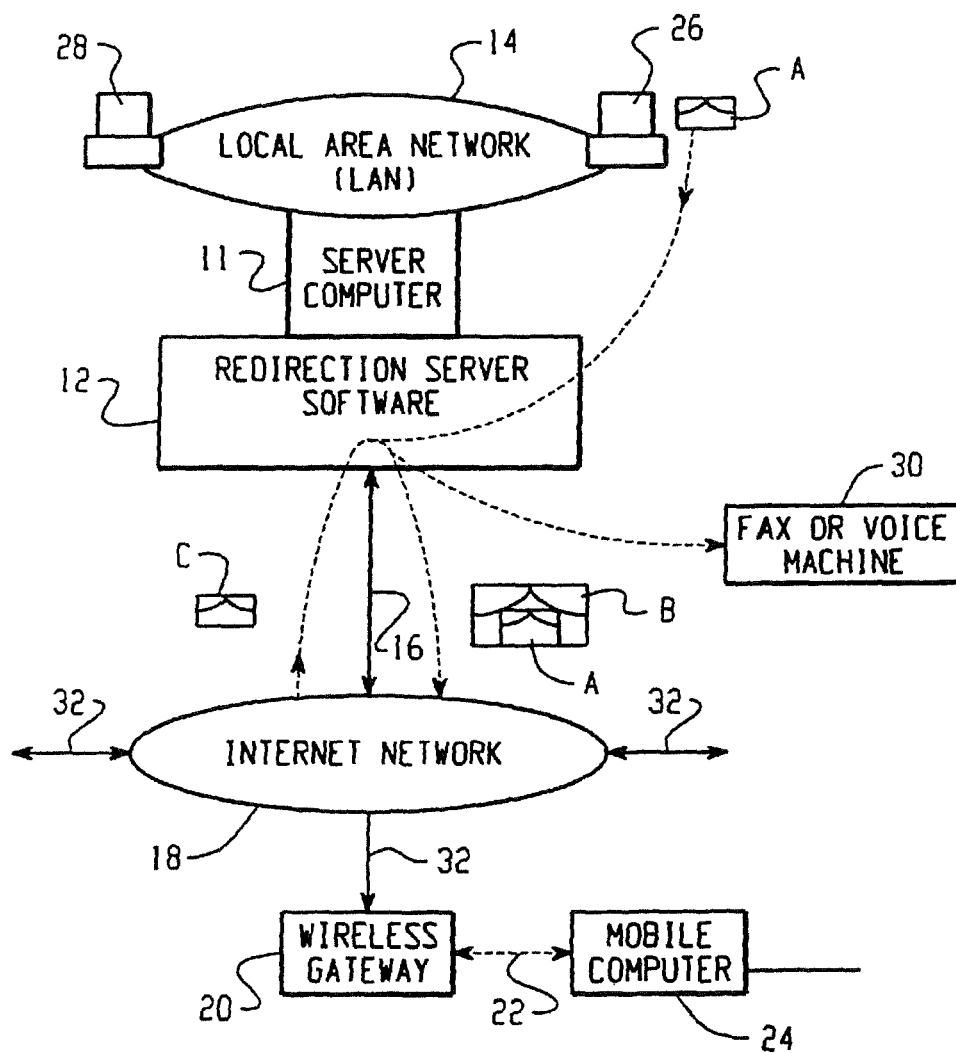 28
14
26
A
LOCAL AREA NETWORK
(LAN)
11
SERVER
COMPUTER
12
REDIRECTION SERVER
SOFTWARE
30
FAX OR VOICE
MACHINE
C
16
B
A
32
32
INTERNET NETWORK
18
32
WIRELESS
GATEWAY
MOBILE
COMPUTER
20
22
24